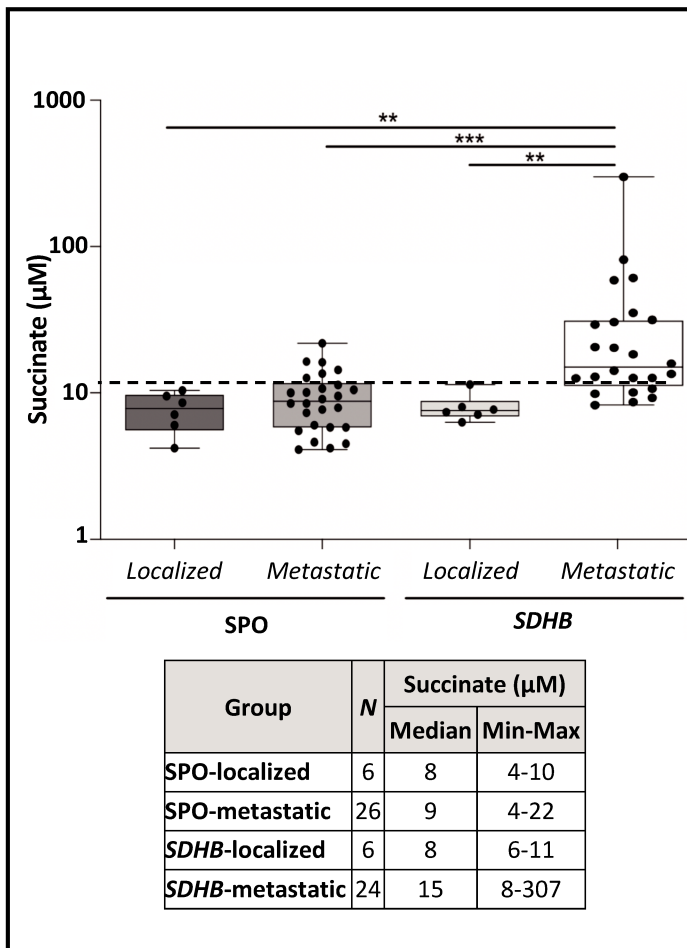 1000
**
***
**
100
Succinate (µM)
10
1
Localized Metastatic Localized Metastatic
SPO SDHB
Group N Succinate (µM)
Median Min-Max
SPO-localized 6 8 4-10
SPO-metastatic 26 9 4-22
SDHB-localized 6 8 6-11
SDHB-metastatic 24 15 8-307